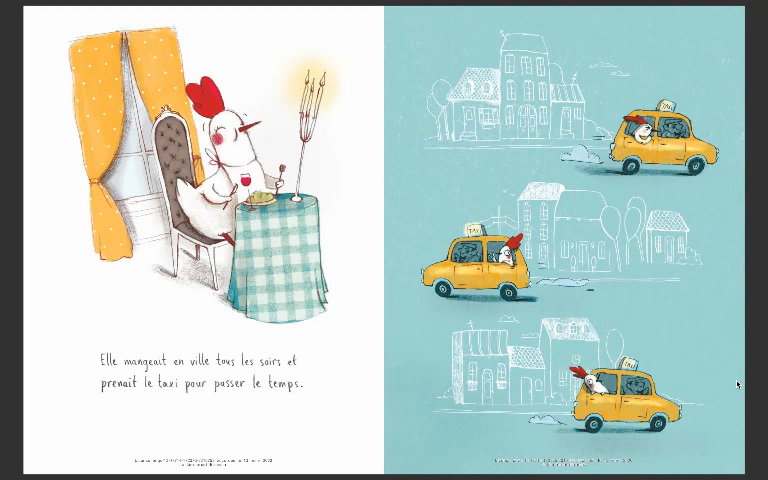 Elle mangeait en ville tous les soirs et
prenait le taxi pour passer le temps.
TAXI
TAXI
TAXI